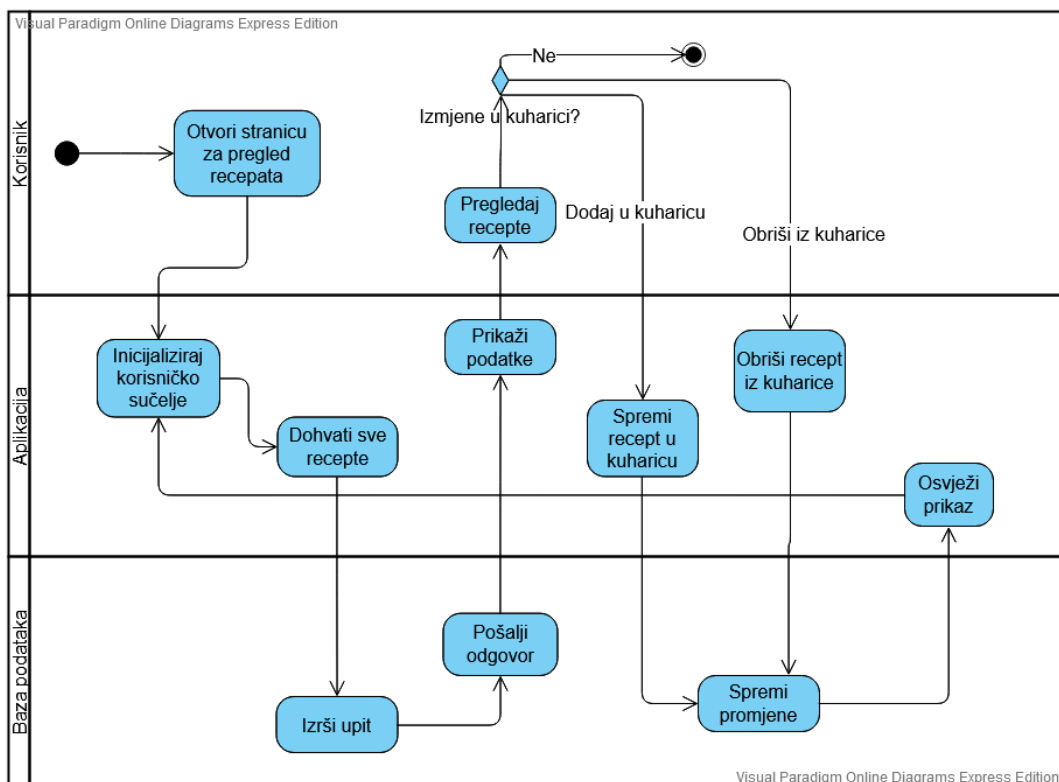 Visual Paradigm Online Diagrams Express Edition
Korisnik
Ne
Otvori stranicu
za pregled
recepata
Izmjene u kuharici?
Pregledaj
recepte
Dodaj u kuharicu
Obriši iz kuharice
Aplikacija
Inicijaliziraj
korisničko
sučelje
Dohvati sve
recepte
Prikaži
podatke
Spremi
recept u
kuharicu
Obriši recept
iz kuharice
Osvježi
prikaz
Baza podataka
Izrši upit
Pošalji
odgovor
Spremi
promjene
Visual Paradigm Online Diagrams Express Edition